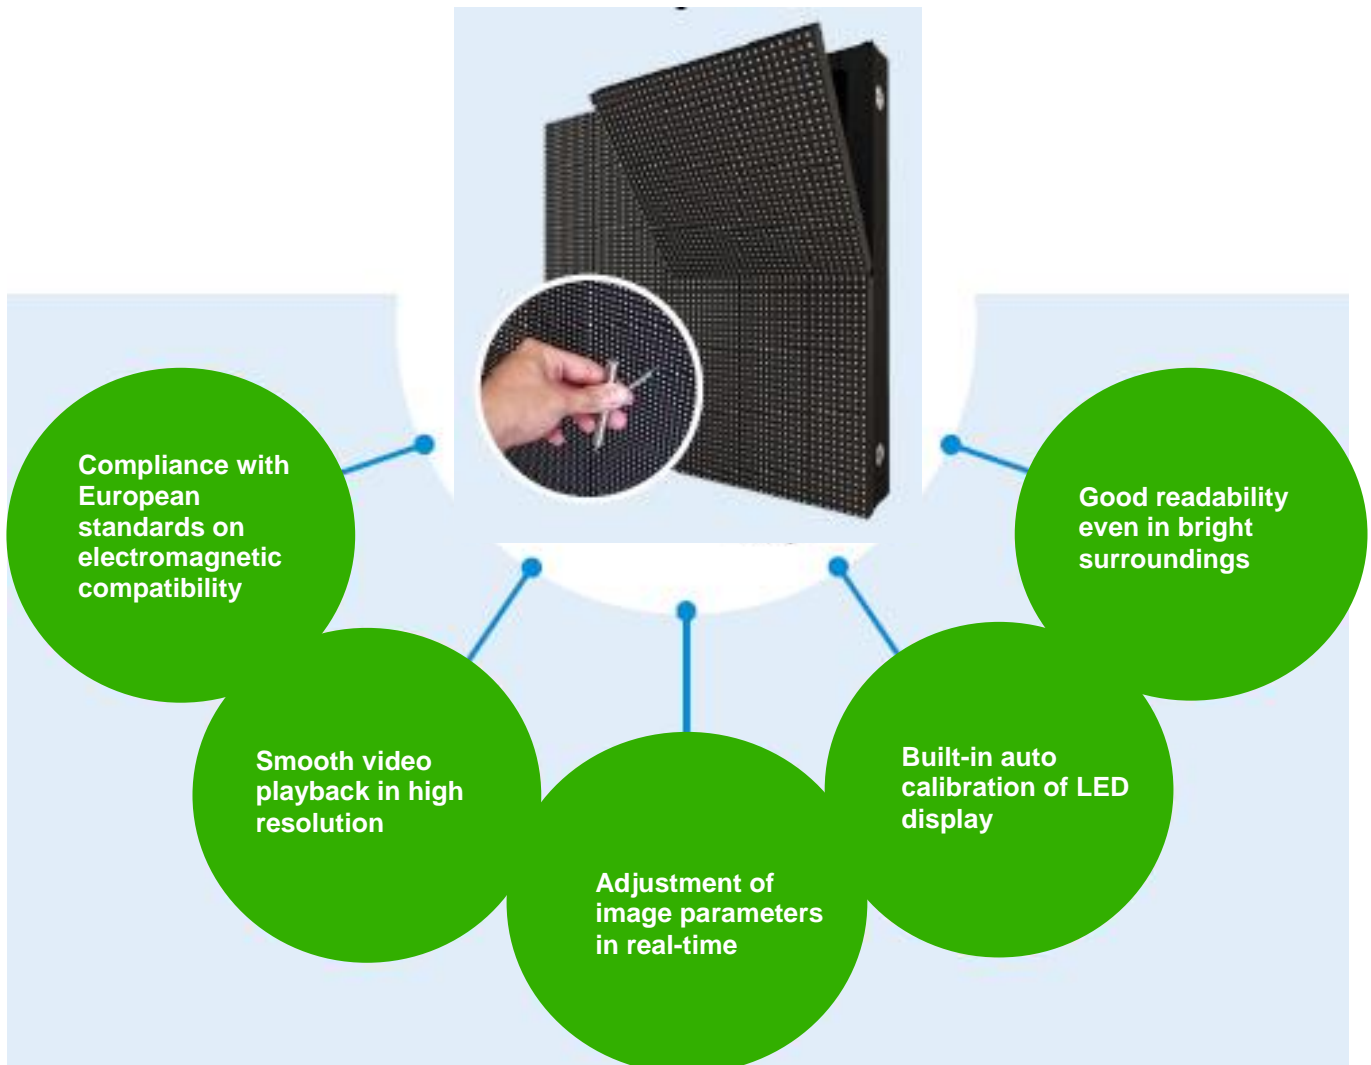 Compliance with
European
standards on
electromagnetic
compatibility
Smooth video
playback in high
resolution
Adjustment of
image parameters
in real-time
Built-in auto
calibration of LED
display
Good readability
even in bright
surroundings